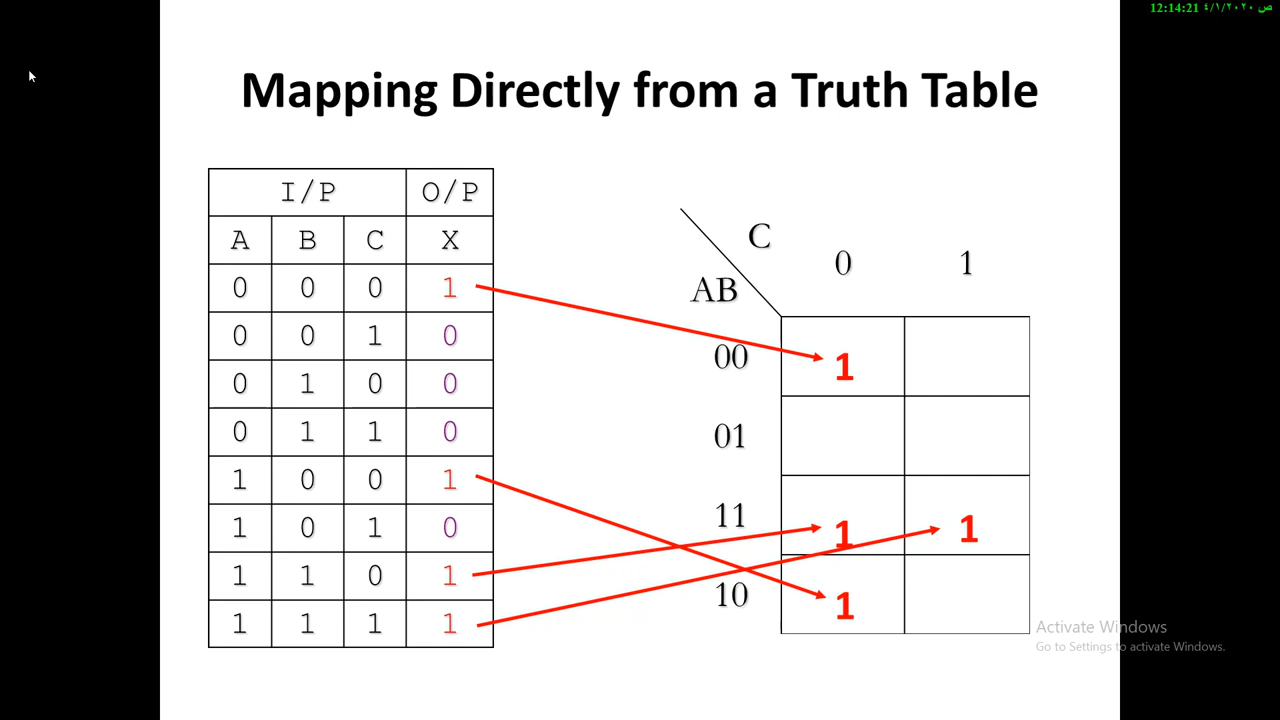 12:14:21 ٤/١/٢٠٢٠ ص
Mapping Directly from a Truth Table
I/P O/P
A B C X
0 0 0 1
0 0 1 0
0 1 0 0
0 1 1 0
1 0 0 1
1 0 1 0
1 1 0 1
1 1 1 1
C
AB
0 1
00 1
01
11 1 1
10 1
Activate Windows
Go to Settings to activate Windows.